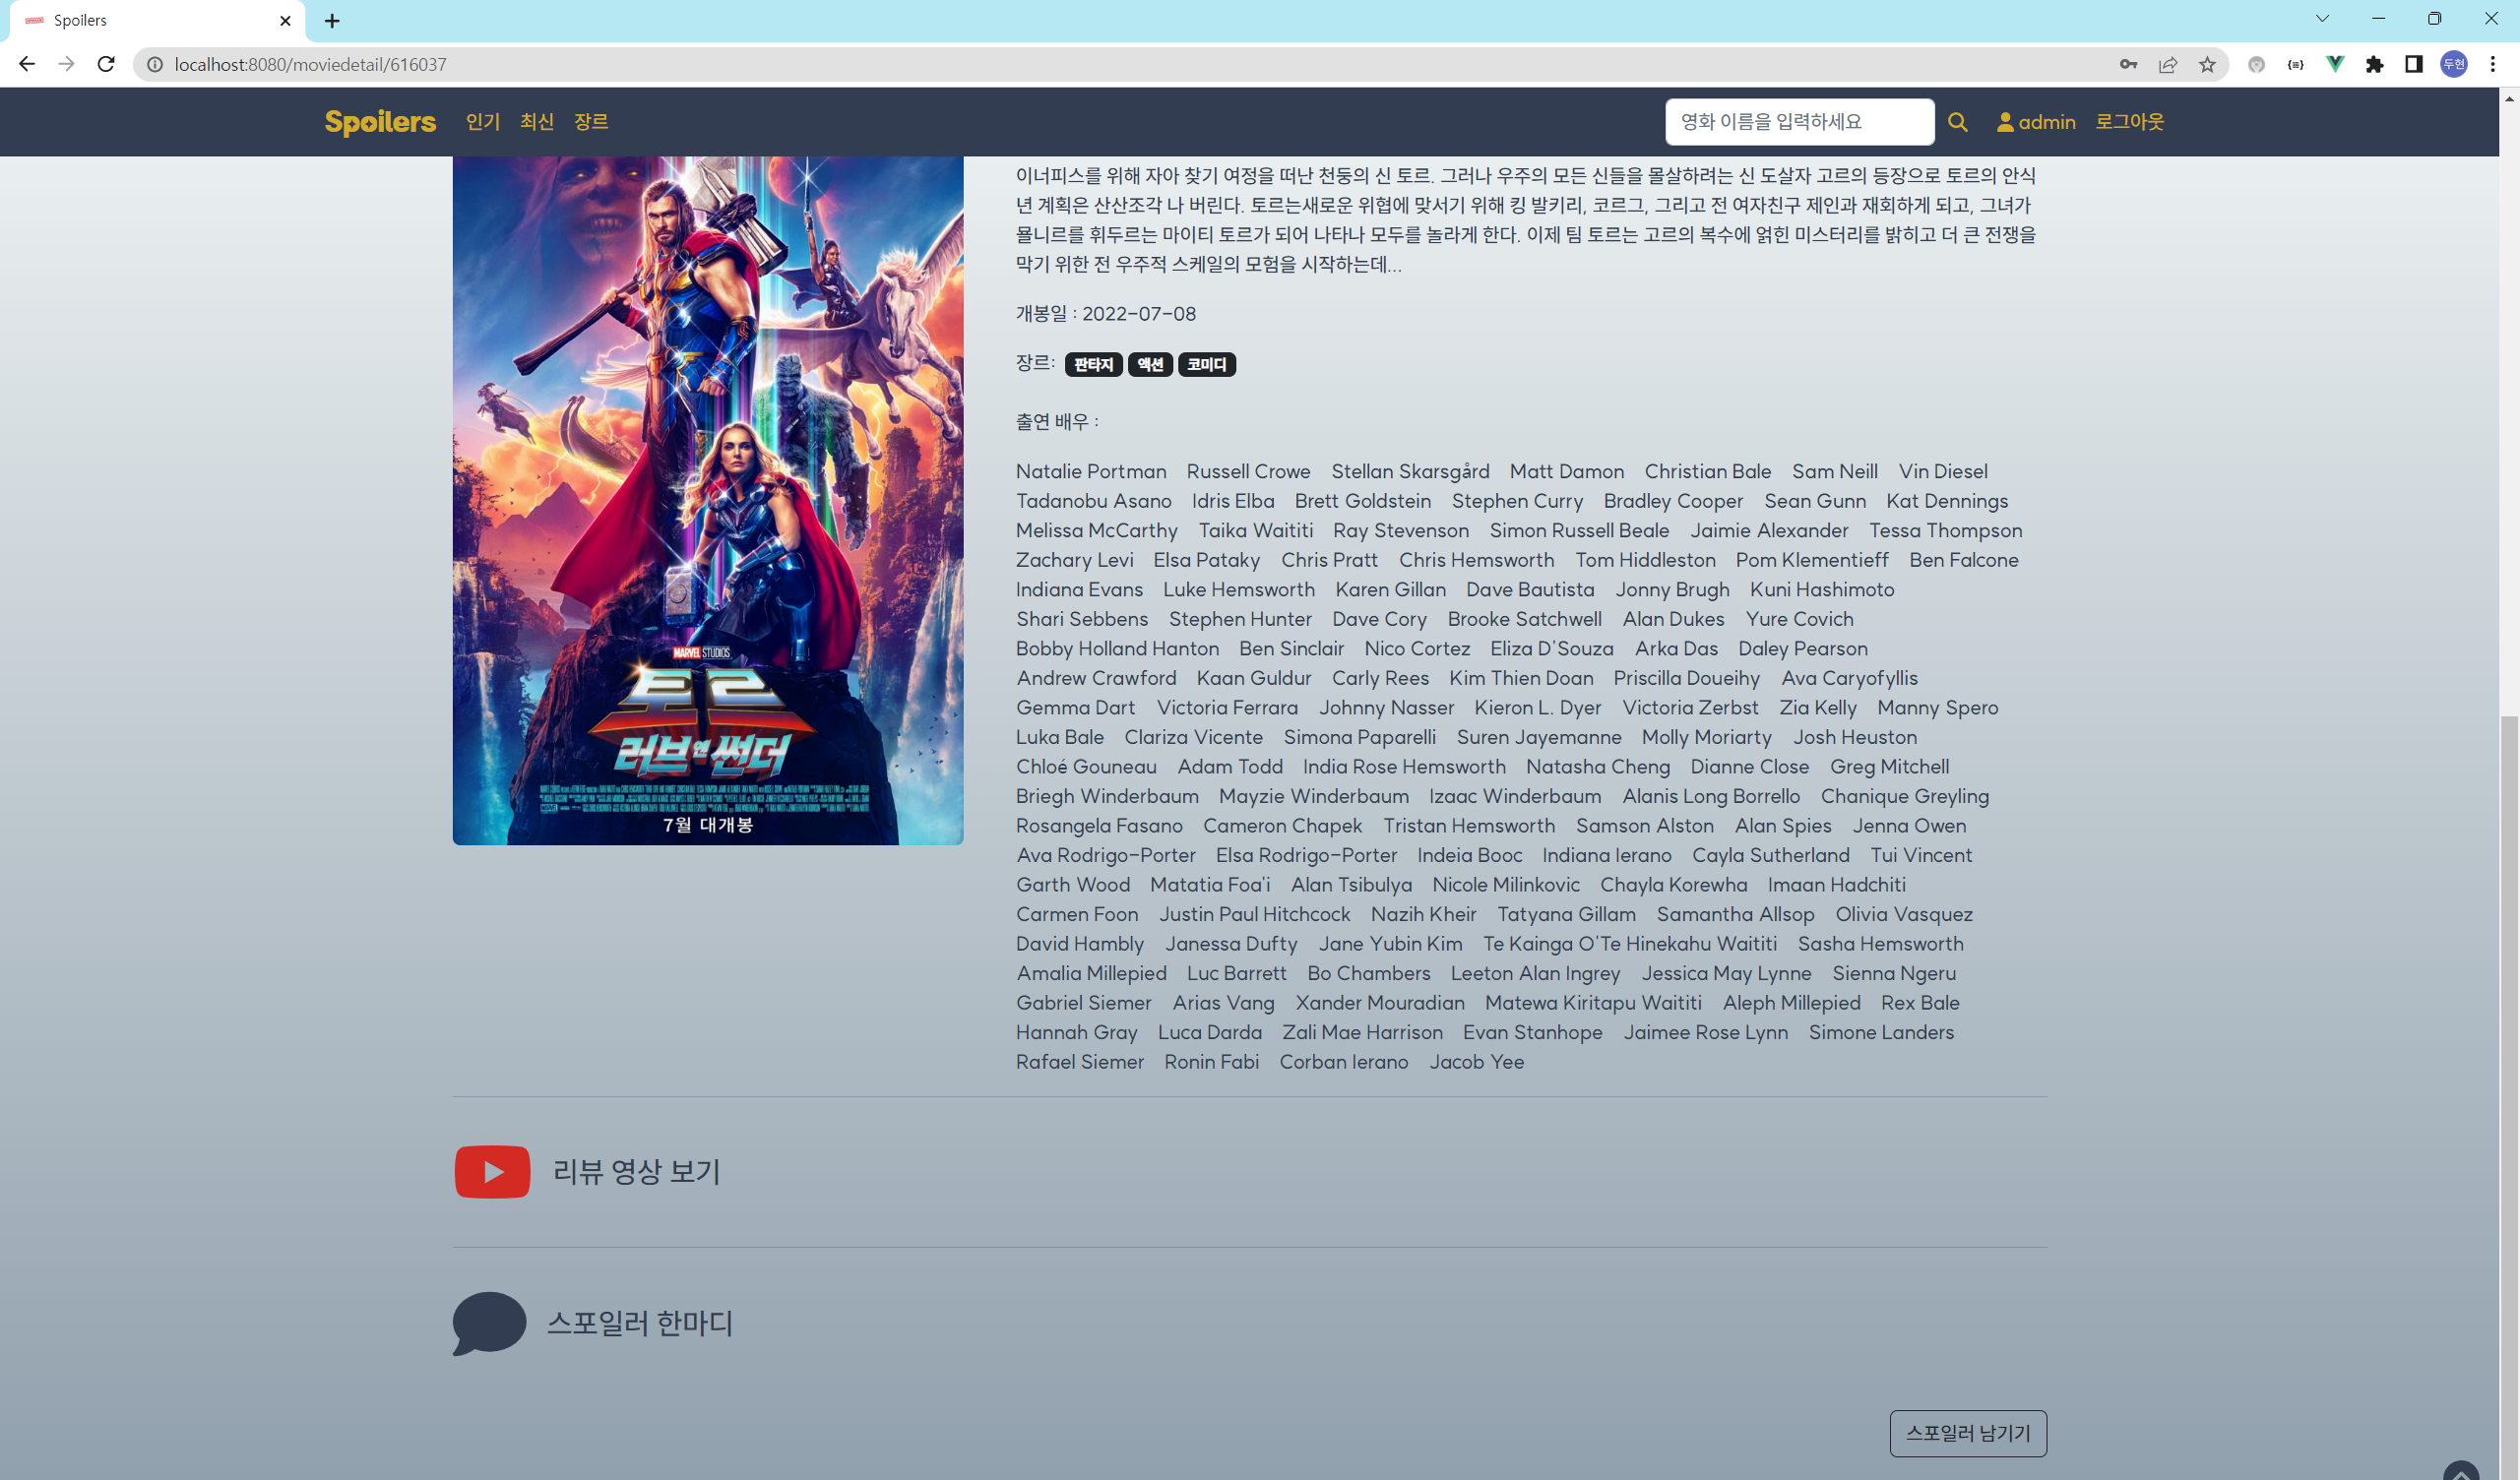 Spoilers
localhost:8080/moviedetail/616037
두현
Spoilers 인기 최신 장르 영화 이름을 입력하세요 admin 로그아웃
이너피스를 위해 자아 찾기 여정을 떠난 천둥의 신 토르. 그러나 우주의 모든 신들을 몰살하려는 신 도살자 고르의 등장으로 토르의 안식
년 계획은 산산조각 나 버린다. 토르는새로운 위협에 맞서기 위해 킹 발키리, 코르그, 그리고 전 여자친구 제인과 재회하게 되고, 그녀가
묠니르를 휘두르는 마이티 토르가 되어 나타나 모두를 놀라게 한다. 이제 팀 토르는 고르의 복수에 얽힌 미스터리를 밝히고 더 큰 전쟁을
막기 위한 전 우주적 스케일의 모험을 시작하는데...
개봉일 : 2022-07-08
장르: 판타지 액션 코미디
출연 배우 :
Natalie Portman Russell Crowe Stellan Skarsgård Matt Damon Christian Bale Sam Neill Vin Diesel
Tadanobu Asano Idris Elba Brett Goldstein Stephen Curry Bradley Cooper Sean Gunn Kat Dennings
Melissa McCarthy Taika Waititi Ray Stevenson Simon Russell Beale Jaimie Alexander Tessa Thompson
Zachary Levi Elsa Pataky Chris Pratt Chris Hemsworth Tom Hiddleston Pom Klementieff Ben Falcone
Indiana Evans Luke Hemsworth Karen Gillan Dave Bautista Jonny Brugh Kuni Hashimoto
Shari Sebbens Stephen Hunter Dave Cory Brooke Satchwell Alan Dukes Yure Covich
Bobby Holland Hanton Ben Sinclair Nico Cortez Eliza D'Souza Arka Das Daley Pearson
Andrew Crawford Kaan Guldur Carly Rees Kim Thien Doan Priscilla Doueihy Ava Caryofyllis
Gemma Dart Victoria Ferrara Johnny Nasser Kieron L. Dyer Victoria Zerbst Zia Kelly Manny Spero
Luka Bale Clariza Vicente Simona Paparelli Suren Jayemanne Molly Moriarty Josh Heuston
Chloé Gouneau Adam Todd India Rose Hemsworth Natasha Cheng Dianne Close Greg Mitchell
Briegh Winderbaum Mayzie Winderbaum Izaac Winderbaum Alanis Long Borrello Chanique Greyling
Rosangela Fasano Cameron Chapek Tristan Hemsworth Samson Alston Alan Spies Jenna Owen
Ava Rodrigo-Porter Elsa Rodrigo-Porter Indeia Booc Indiana Ierano Cayla Sutherland Tui Vincent
Garth Wood Matatia Foa'i Alan Tsibulya Nicole Milinkovic Chayla Korewha Imaan Hadchiti
Carmen Foon Justin Paul Hitchcock Nazih Kheir Tatyana Gillam Samantha Allsop Olivia Vasquez
David Hambly Janessa Dufty Jane Yubin Kim Te Kainga O'Te Hinekahu Waititi Sasha Hemsworth
Amalia Millepied Luc Barrett Bo Chambers Leeton Alan Ingrey Jessica May Lynne Sienna Ngeru
Gabriel Siemer Arias Vang Xander Mouradian Matewa Kiritapu Waititi Aleph Millepied Rex Bale
Hannah Gray Luca Darda Zali Mae Harrison Evan Stanhope Jaimee Rose Lynn Simone Landers
Rafael Siemer Ronin Fabi Corban Ierano Jacob Yee
MARVEL STUDIOS
토르
러브 앤 썬더
7월 대개봉
리뷰 영상 보기
스포일러 한마디
스포일러 남기기